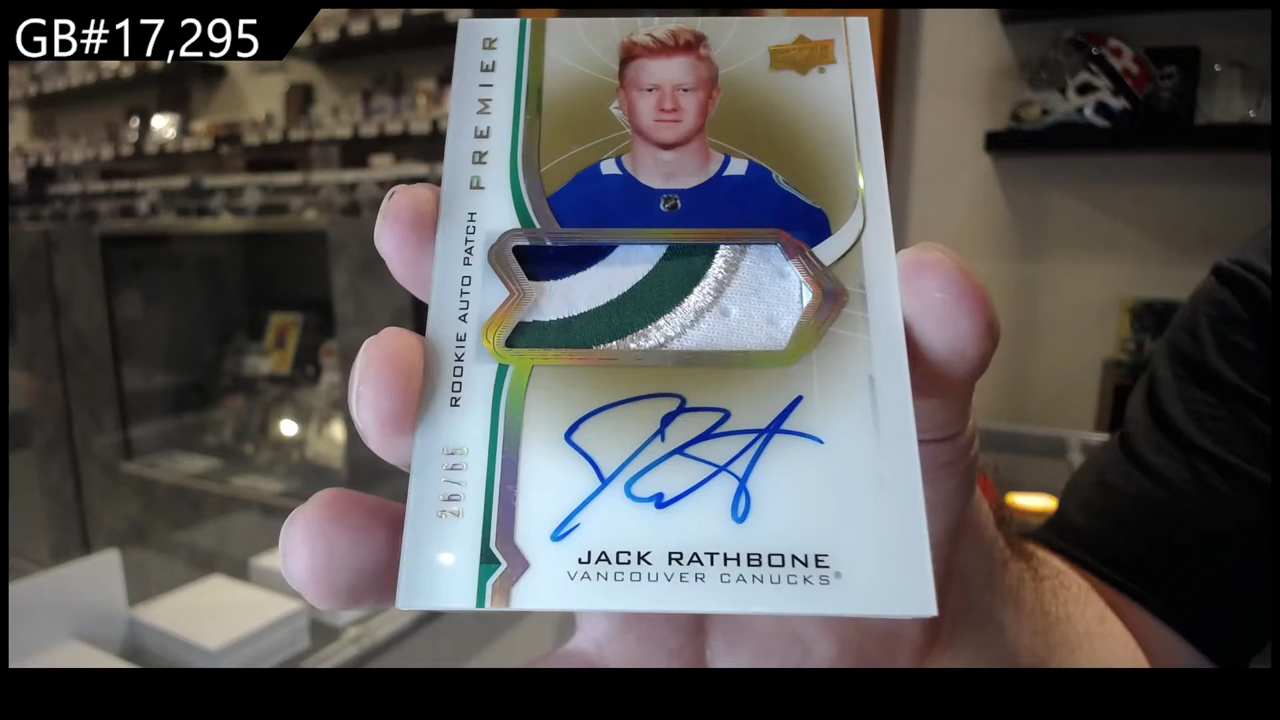 GB#17,295
PREMIER
ROOKIE AUTO PATCH
JACK RATHBONE
VANCOUVER CANUCKS®